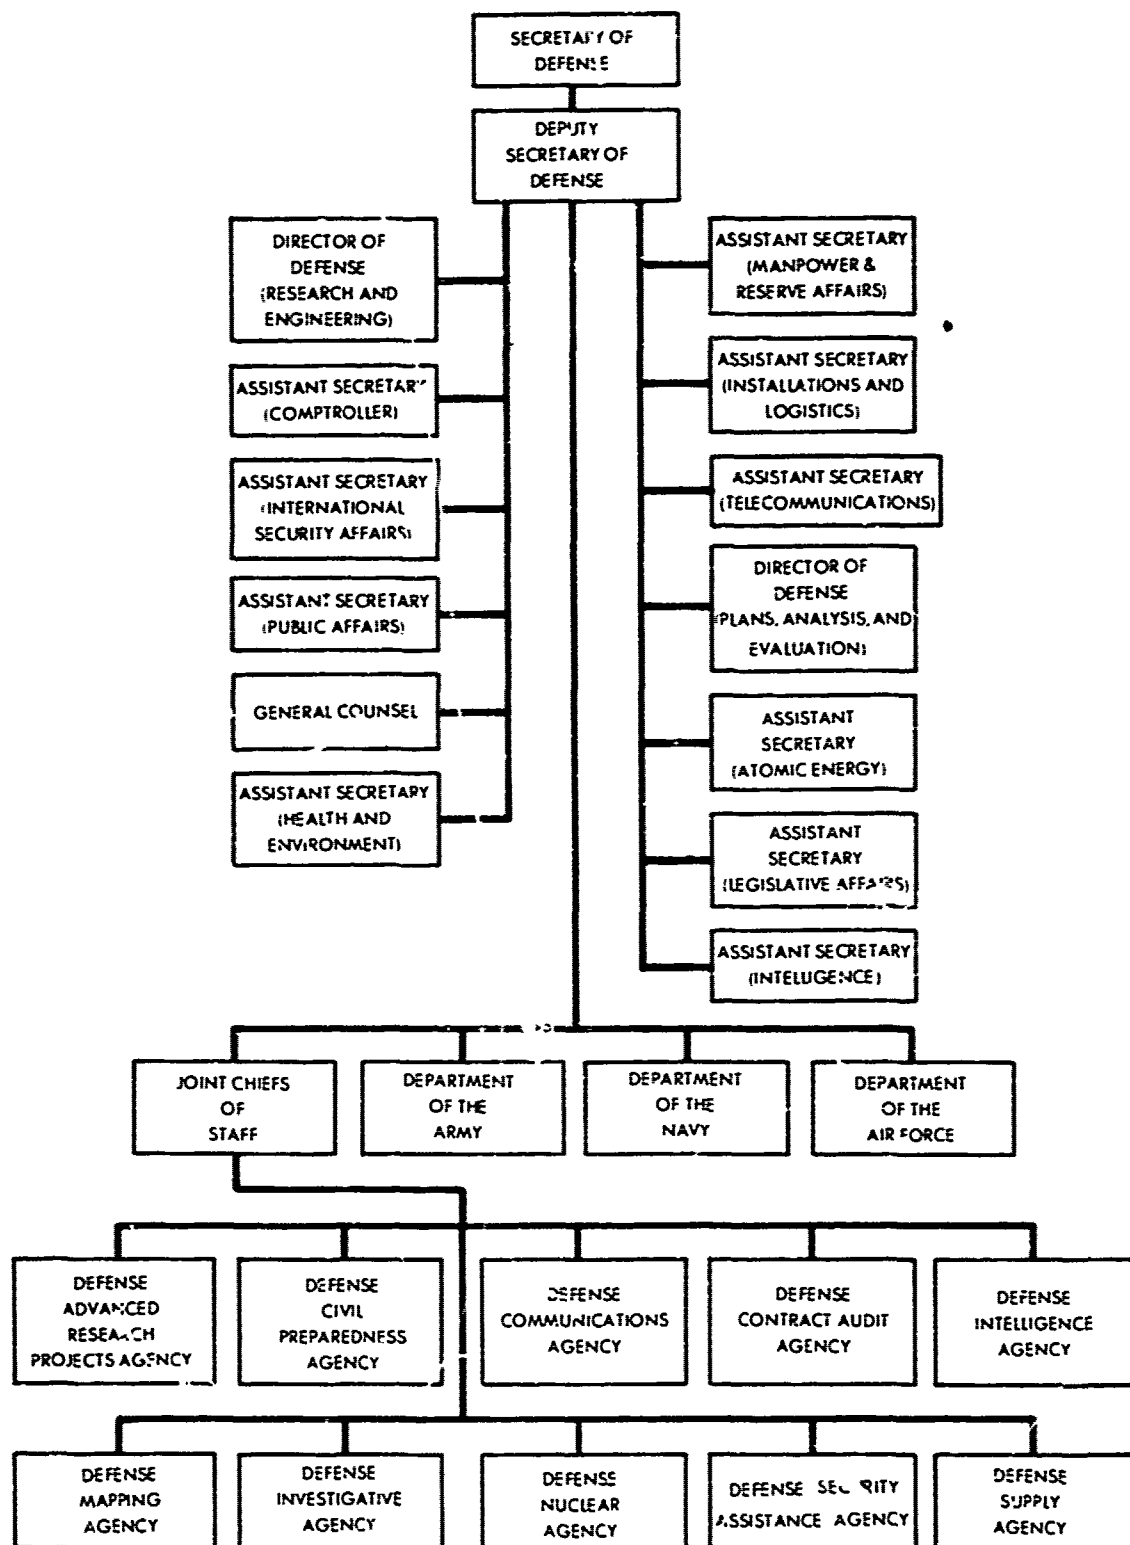 SECRETARY OF
DEFENSE
DEPUTY
SECRETARY OF
DEFENSE
DIRECTOR OF
DEFENSE
(RESEARCH AND
ENGINEERING)
ASSISTANT SECRETARY
(COMPTROLLER)
ASSISTANT SECRETARY
(INTERNATIONAL
SECURITY AFFAIRS)
ASSISTANT SECRETARY
(PUBLIC AFFAIRS)
GENERAL COUNSEL
ASSISTANT SECRETARY
(HEALTH AND
ENVIRONMENT)
ASSISTANT SECRETARY
(MANPOWER &
RESERVE AFFAIRS)
ASSISTANT SECRETARY
(INSTALLATIONS AND
LOGISTICS)
ASSISTANT SECRETARY
(TELECOMMUNICATIONS)
DIRECTOR OF
DEFENSE
(PLANS, ANALYSIS, AND
EVALUATION)
ASSISTANT
SECRETARY
(ATOMIC ENERGY)
ASSISTANT
SECRETARY
(LEGISLATIVE AFFAIRS)
ASSISTANT SECRETARY
(INTELLIGENCE)
JOINT CHIEFS
OF
STAFF
DEPARTMENT
OF THE
ARMY
DEPARTMENT
OF THE
NAVY
DEPARTMENT
OF THE
AIR FORCE
DEFENSE
ADVANCED
RESEARCH
PROJECTS AGENCY
DEFENSE
CIVIL
PREPAREDNESS
AGENCY
DEFENSE
COMMUNICATIONS
AGENCY
DEFENSE
CONTRACT AUDIT
AGENCY
DEFENSE
INTELLIGENCE
AGENCY
DEFENSE
MAPPING
AGENCY
DEFENSE
INVESTIGATIVE
AGENCY
DEFENSE
NUCLEAR
AGENCY
DEFENSE SECURITY
ASSISTANCE AGENCY
DEFENSE
SUPPLY
AGENCY